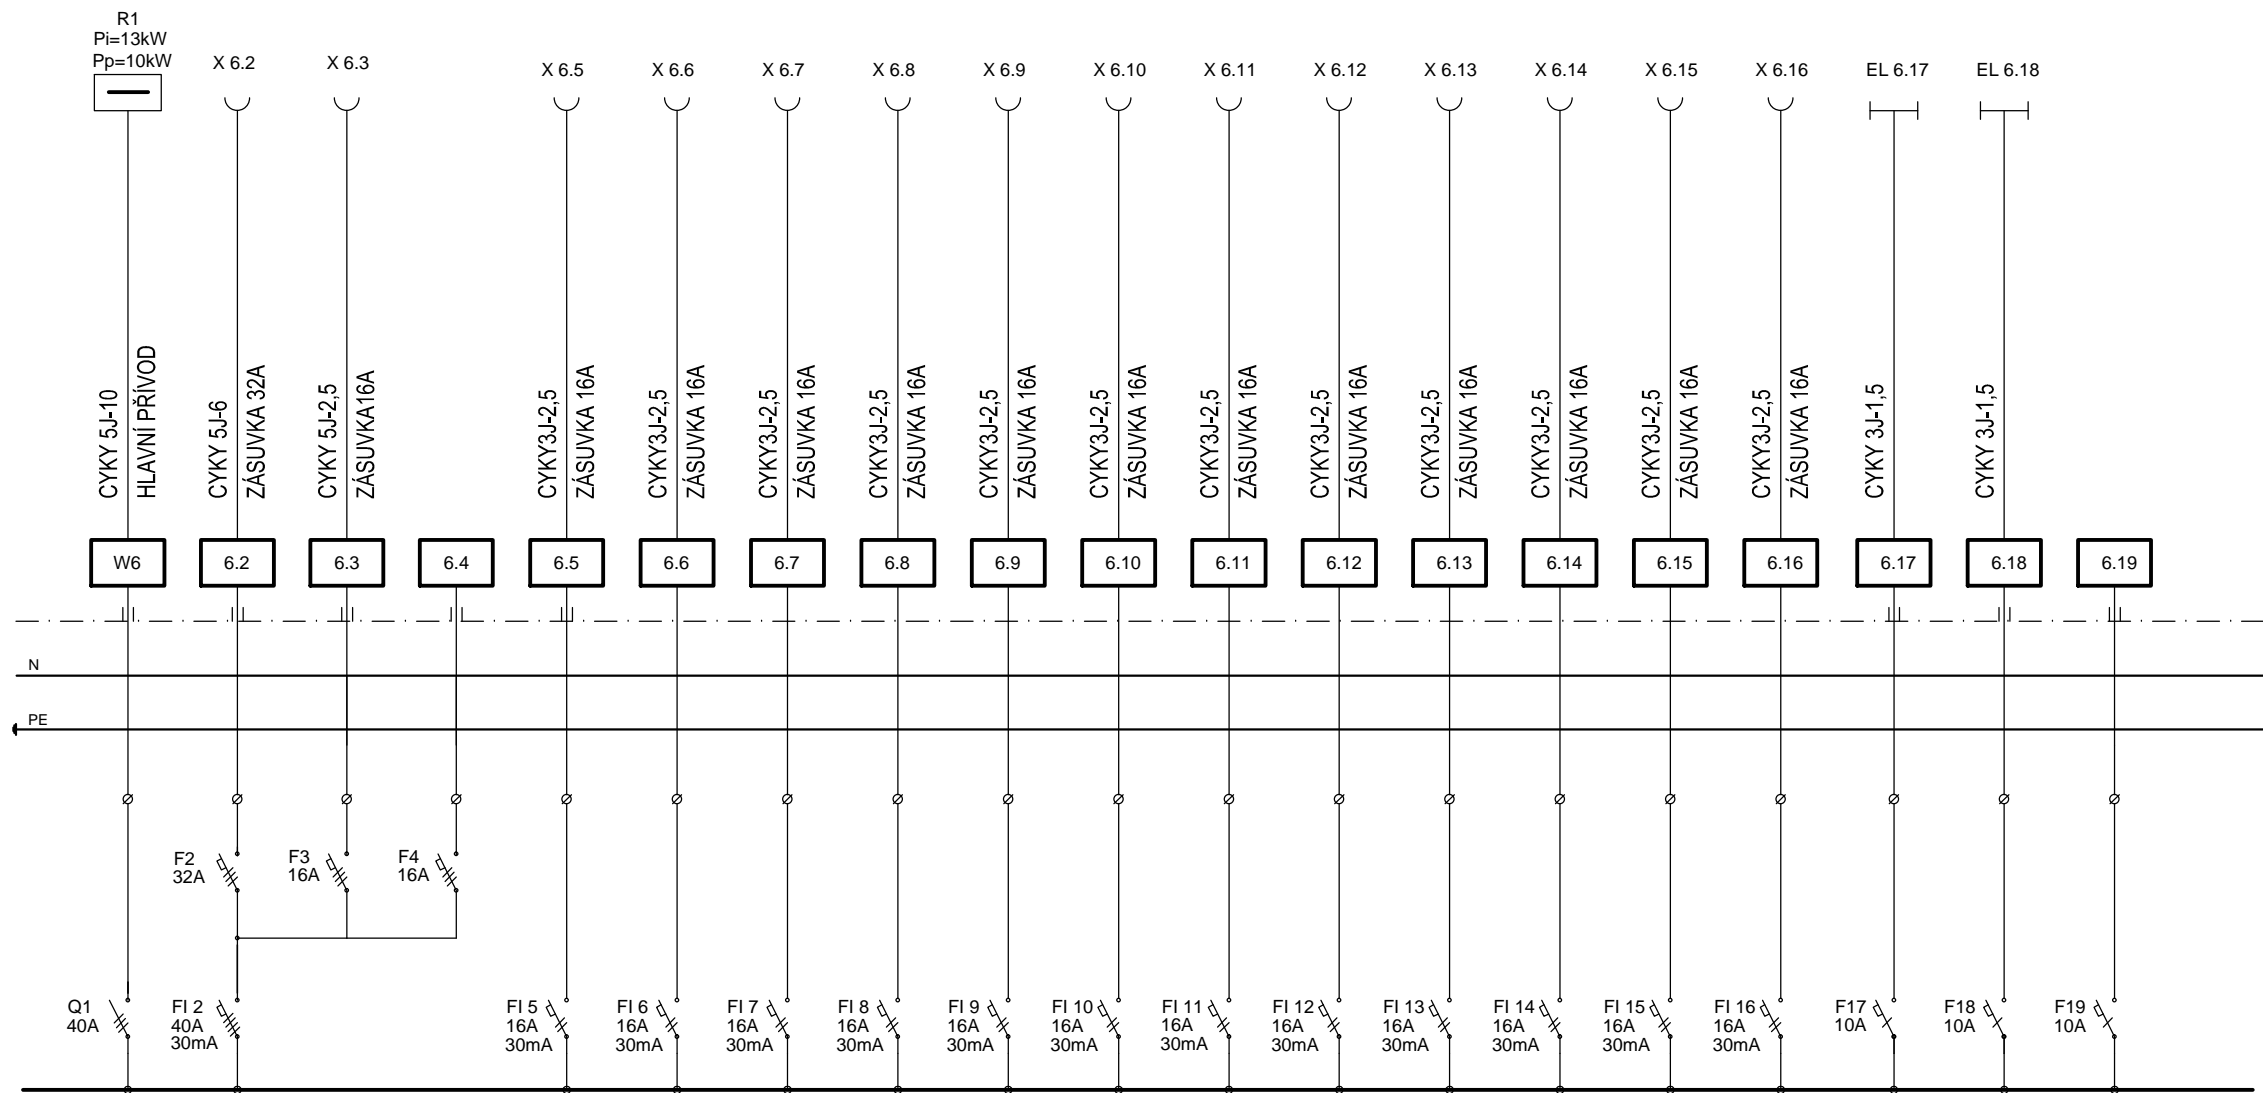 R1
Pi=13kW
Pp=10kW
X 6.2
X 6.3
X 6.5
X 6.6
X 6.7
X 6.8
X 6.9
X 6.10
X 6.11
X 6.12
X 6.13
X 6.14
X 6.15
X 6.16
EL 6.17
EL 6.18
CYKY 5J-10
HLAVNÍ PŘÍVOD
CYKY 5J-6
ZÁSUVKA 32A
CYKY 5J-2,5
ZÁSUVKA16A
CYKY3J-2,5
ZÁSUVKA 16A
CYKY3J-2,5
ZÁSUVKA 16A
CYKY3J-2,5
ZÁSUVKA 16A
CYKY3J-2,5
ZÁSUVKA 16A
CYKY3J-2,5
ZÁSUVKA 16A
CYKY3J-2,5
ZÁSUVKA 16A
CYKY3J-2,5
ZÁSUVKA 16A
CYKY3J-2,5
ZÁSUVKA 16A
CYKY3J-2,5
ZÁSUVKA 16A
CYKY3J-2,5
ZÁSUVKA 16A
CYKY3J-2,5
ZÁSUVKA 16A
CYKY3J-2,5
ZÁSUVKA 16A
CYKY 3J-1,5
CYKY 3J-1,5
W6
6.2
6.3
6.4
6.5
6.6
6.7
6.8
6.9
6.10
6.11
6.12
6.13
6.14
6.15
6.16
6.17
6.18
6.19
N
PE
F2
32A
F3
16A
F4
16A
Q1
40A
FI 2
40A
30mA
FI 5
16A
30mA
FI 6
16A
30mA
FI 7
16A
30mA
FI 8
16A
30mA
FI 9
16A
30mA
FI 10
16A
30mA
FI 11
16A
30mA
FI 12
16A
30mA
FI 13
16A
30mA
FI 14
16A
30mA
FI 15
16A
30mA
FI 16
16A
30mA
F17
10A
F18
10A
F19
10A